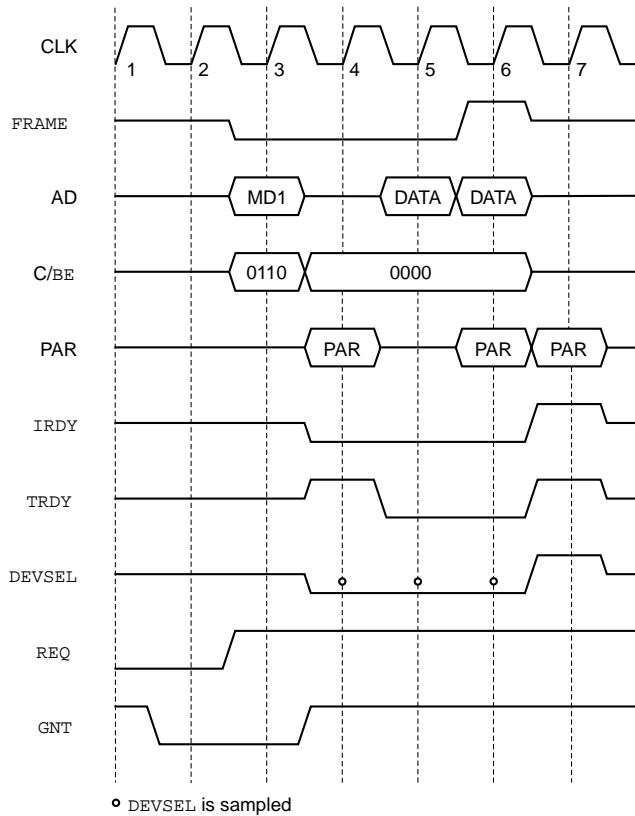 CLK
1 2 3 4 5 6 7
FRAME
AD MD1 DATA DATA
C/BE 0110 0000
PAR PAR PAR PAR
IRDY
TRDY
DEVSEL
REQ
GNT
DEVSEL is sampled